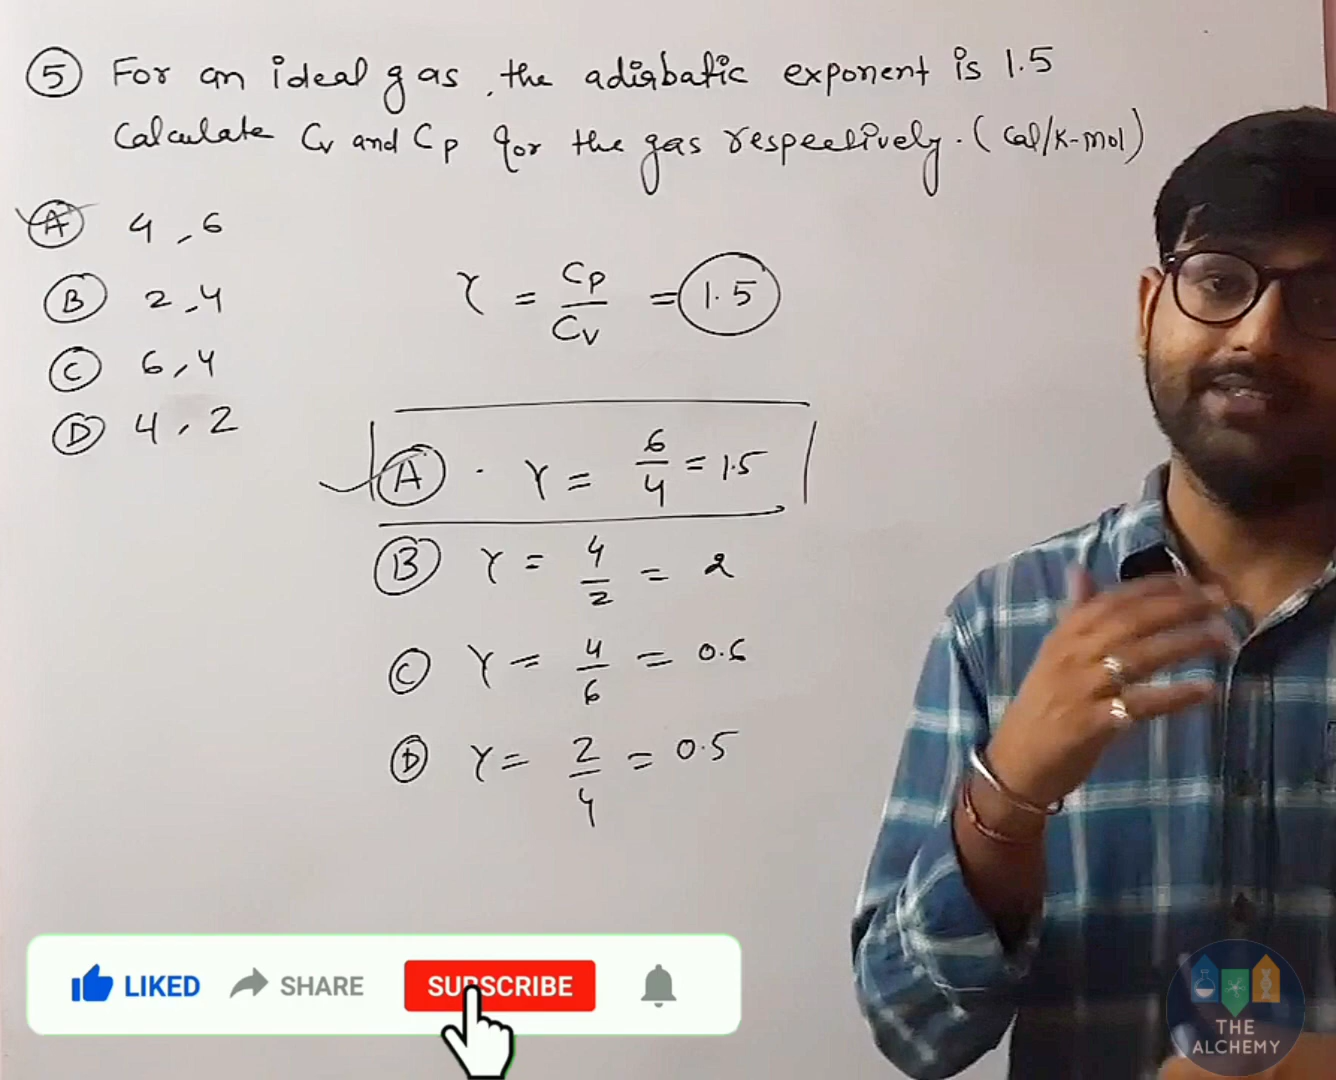 ⑤ For an ideal gas, the adiabatic exponent is 1.5
Calculate Cv and Cp for the gas respectively. (Cal/K-mol)
Ⓐ 4, 6
Ⓑ 2, 4
Ⓒ 6, 4
Ⓓ 4, 2
γ = Cp/Cv = 1.5
Ⓐ . γ = 6/4 = 1.5
Ⓑ γ = 4/2 = 2
Ⓒ γ = 4/6 = 0.6
Ⓓ γ = 2/4 = 0.5
LIKED SHARE SUBSCRIBE
THE
ALCHEMY